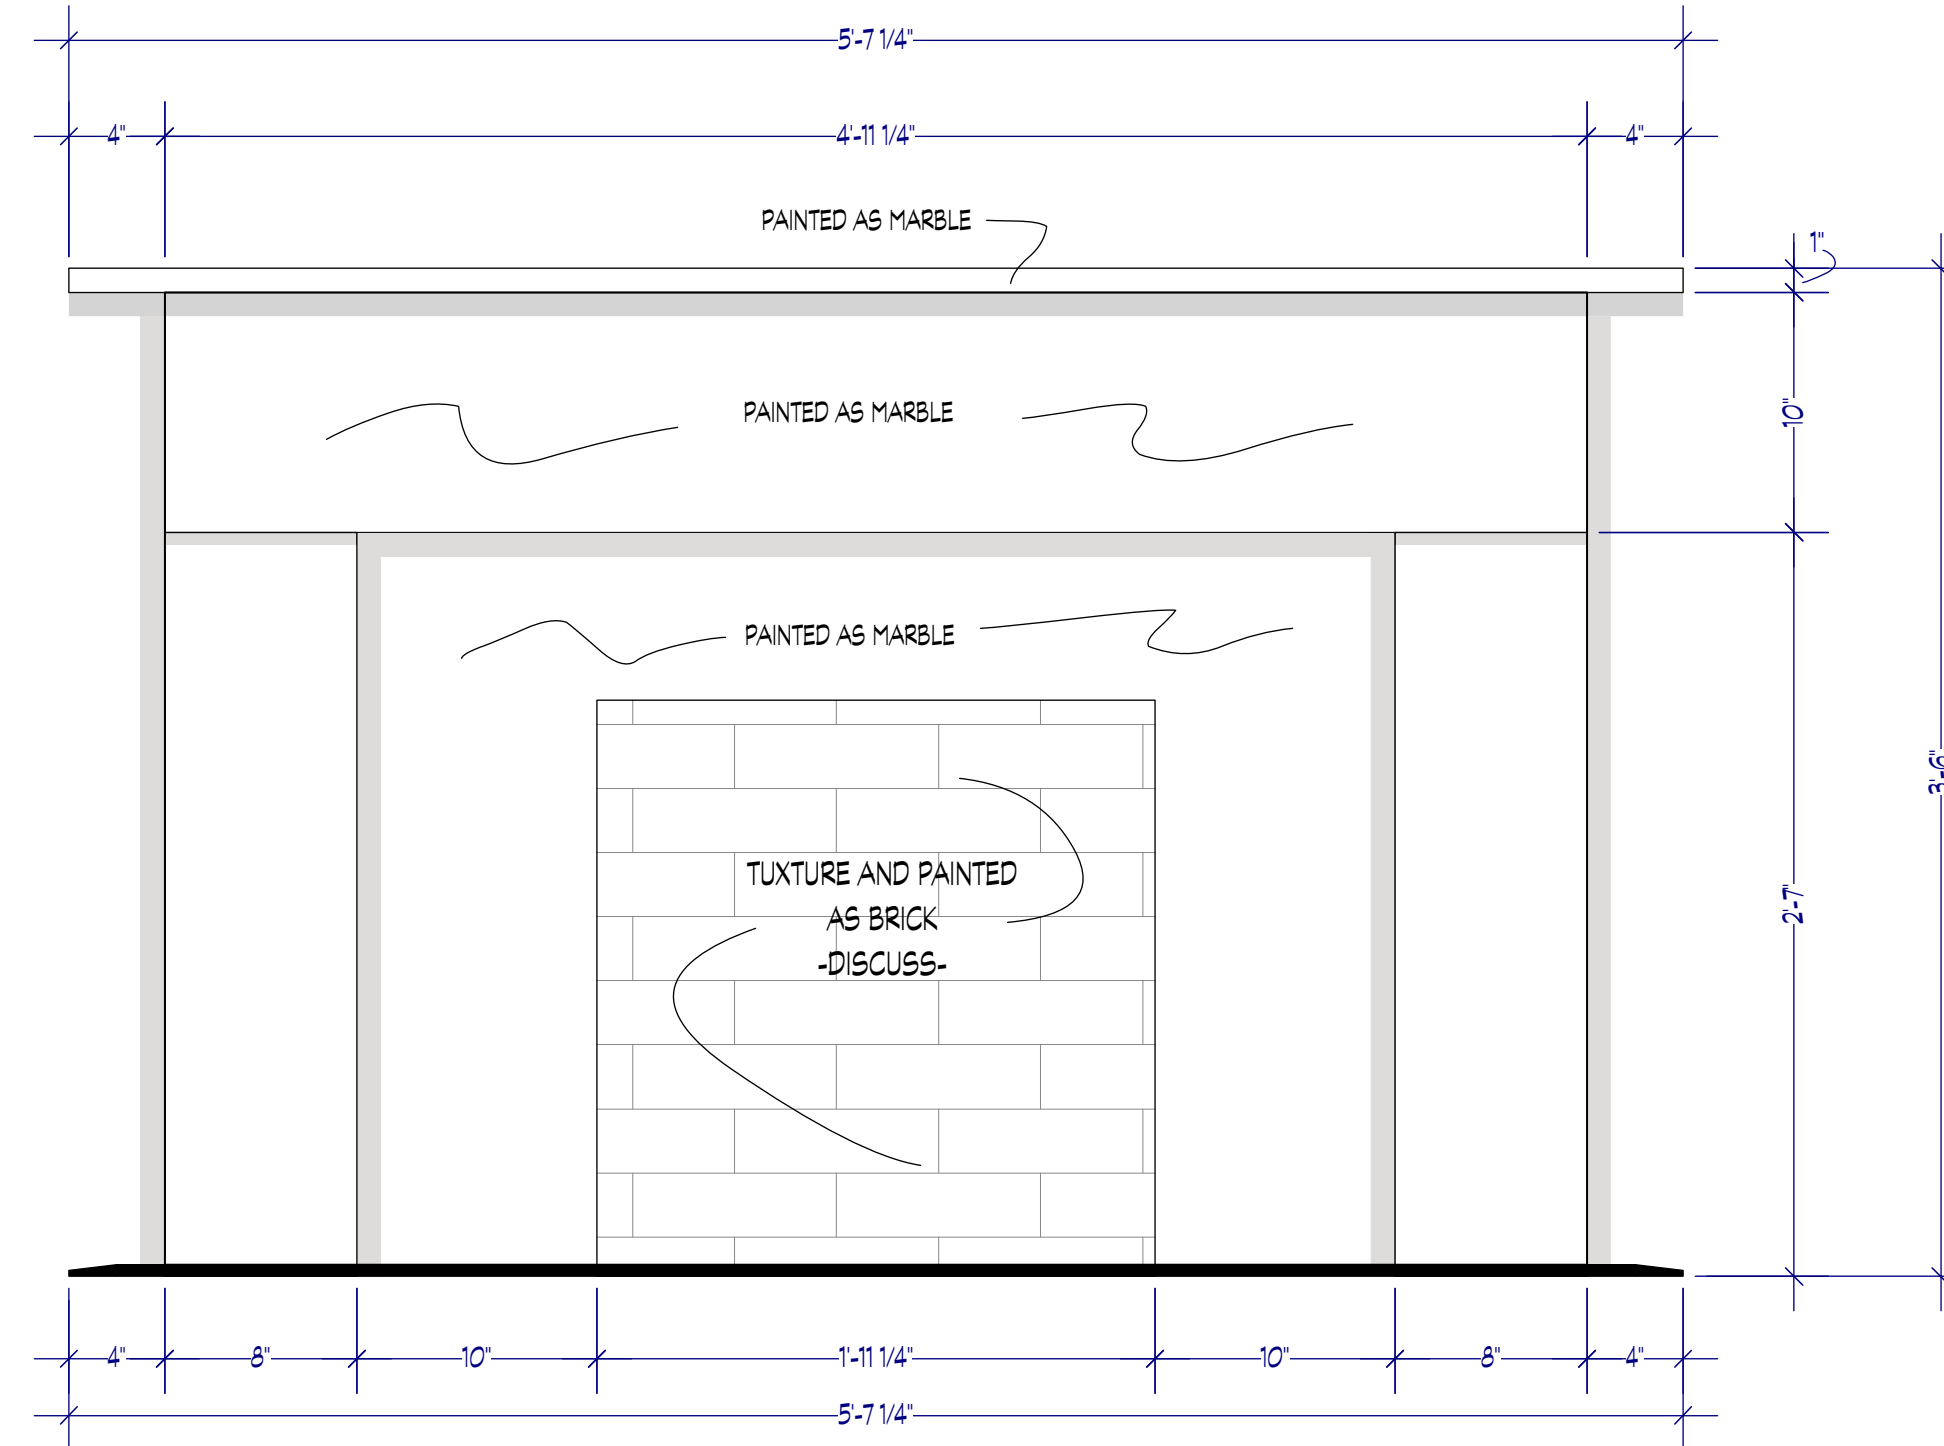 5'-7 1/4"
4" 4'-11 1/4" 4"
PAINTED AS MARBLE
1"
PAINTED AS MARBLE
10"
PAINTED AS MARBLE
3'-6"
TUXTURE AND PAINTED
AS BRICK
-DISCUSS-
2'-7"
4" 8" 10" 1'-11 1/4" 10" 8" 4"
5'-7 1/4"